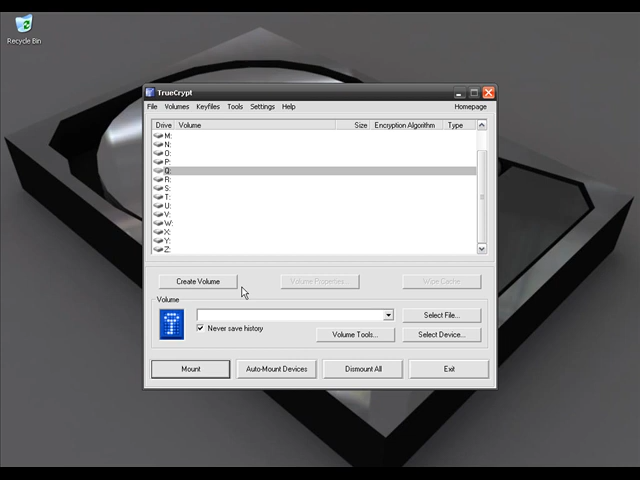 Recycle Bin
TrueCrypt
File Volumes Keyfiles Tools Settings Help Homepage
Drive Volume Size Encryption Algorithm Type
M:
N:
O:
P:
Q:
R:
S:
T:
U:
V:
W:
X:
Y:
Z:
Create Volume Volume Properties... Wipe Cache
Volume
Select File...
Never save history
Volume Tools... Select Device...
Mount Auto-Mount Devices Dismount All Exit